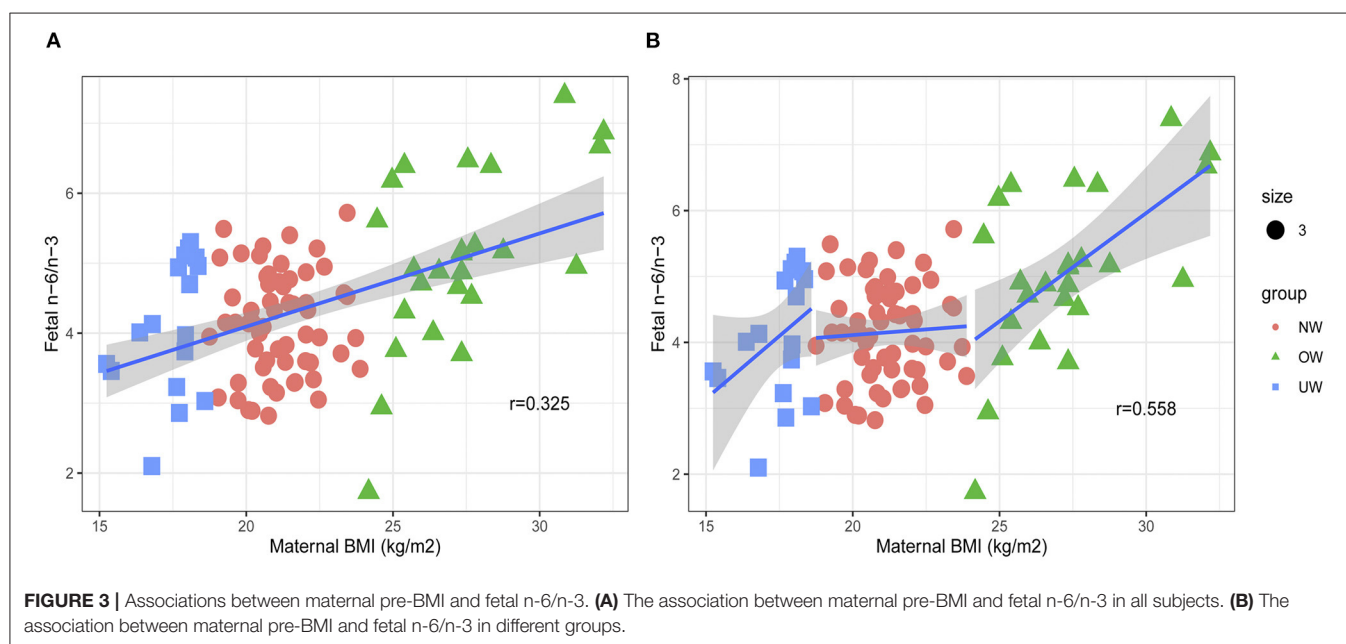 A
B
Fetal n-6/n-3
6
4
2
r=0.325
15
20
25
30
Maternal BMI (kg/m2)
Fetal n-6/n-3
8
6
4
2
r=0.558
15
20
25
30
Maternal BMI (kg/m2)
size
3
group
NW
OW
UW
FIGURE 3 | Associations between maternal pre-BMI and fetal n-6/n-3. (A) The association between maternal pre-BMI and fetal n-6/n-3 in all subjects. (B) The
association between maternal pre-BMI and fetal n-6/n-3 in different groups.